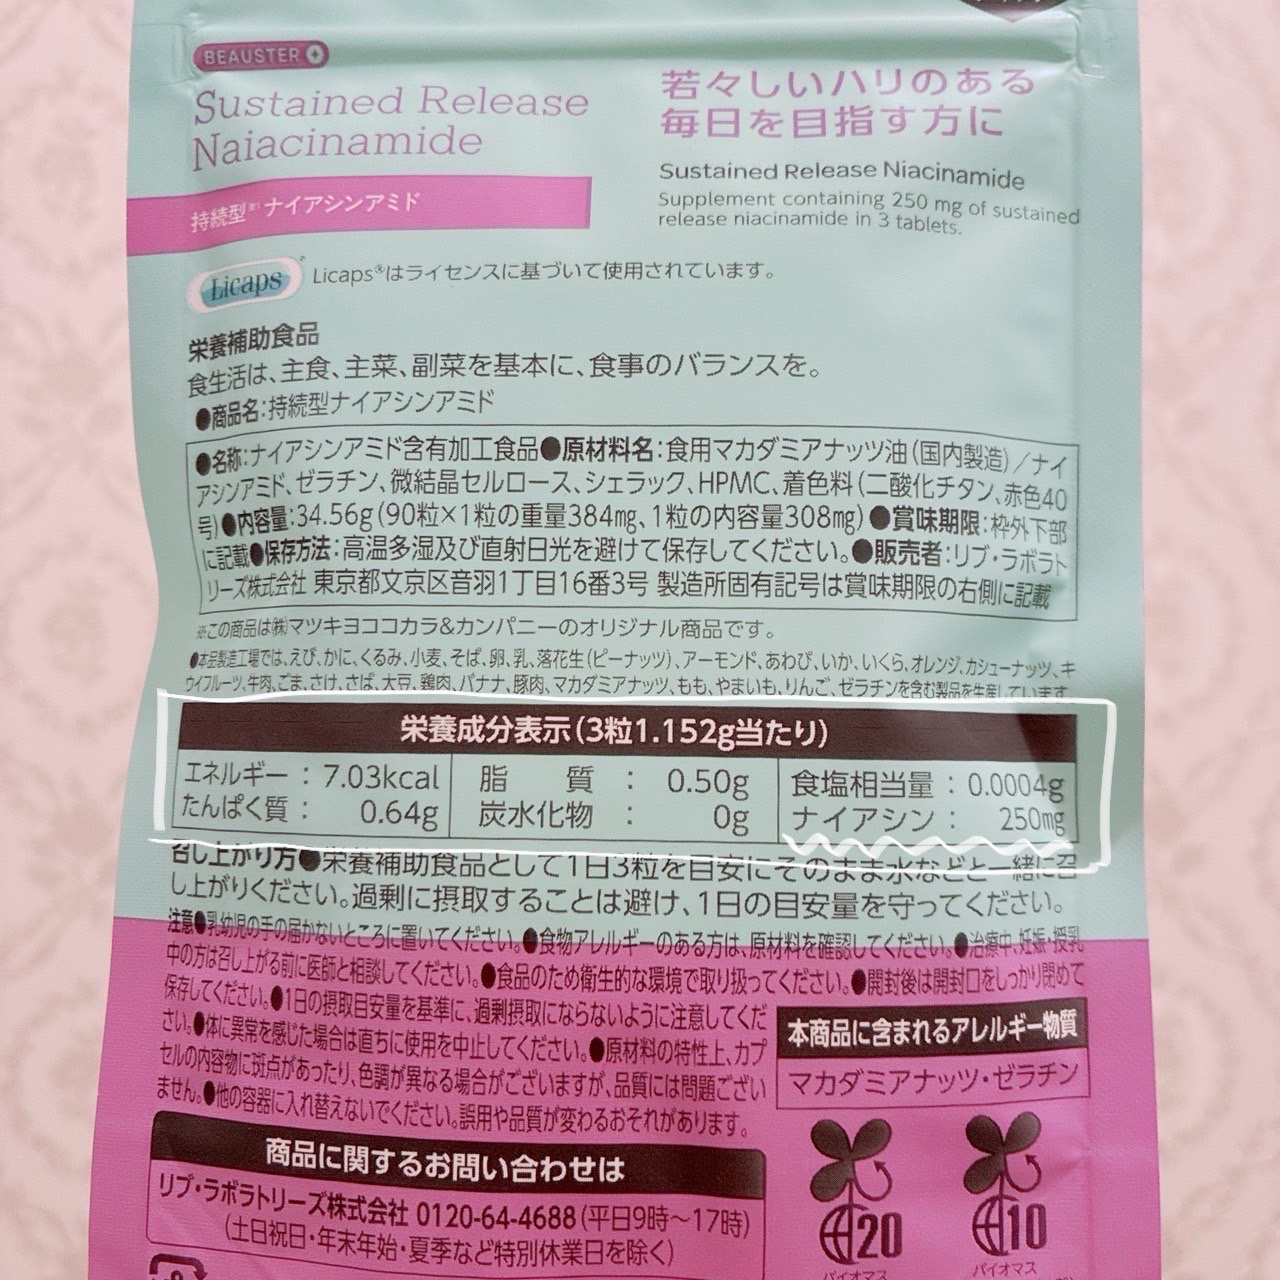 BEAUSTER
Sustained Release
Naiacinamide
持続型※1ナイアシンアミド
若々しいハリのある
毎日を目指す方に
Sustained Release Niacinamide
Supplement containing 250 mg of sustained
release niacinamide in 3 tablets.
Licaps® Licaps®はライセンスに基づいて使用されています。
栄養補助食品
食生活は、主食、主菜、副菜を基本に、食事のバランスを。
●商品名:持続型ナイアシンアミド
●名称:ナイアシンアミド含有加工食品●原材料名:食用マカダミアナッツ油(国内製造)/ナイ
アシンアミド、ゼラチン、微結晶セルロース、シェラック、HPMC、着色料(二酸化チタン、赤色40
号)●内容量:34.56g(90粒×1粒の重量384mg、1粒の内容量308mg)●賞味期限:枠外下部
に記載●保存方法:高温多湿及び直射日光を避けて保存してください。●販売者:リブ・ラボラト
リーズ株式会社 東京都文京区音羽1丁目16番3号 製造所固有記号は賞味期限の右側に記載
※この商品は㈱マツキヨココカラ&カンパニーのオリジナル商品です。
●本品製造工場では、えび、かに、くるみ、小麦、そば、卵、乳、落花生(ピーナッツ)、アーモンド、あわび、いか、いくら、オレンジ、カシューナッツ、キ
ウイフルーツ、牛肉、ごま、さけ、さば、大豆、鶏肉、バナナ、豚肉、マカダミアナッツ、もも、やまいも、りんご、ゼラチンを含む製品を生産しています。
栄養成分表示(3粒1.152g当たり)
エネルギー : 7.03kcal 脂質 : 0.50g 食塩相当量 : 0.0004g
たんぱく質 : 0.64g 炭水化物 : 0g ナイアシン : 250mg
召し上がり方●栄養補助食品として1日3粒を目安にそのまま水などと一緒に召
し上がりください。過剰に摂取することは避け、1日の目安量を守ってください。
注意●乳幼児の手の届かないところに置いてください。●食物アレルギーのある方は、原材料を確認してください。●治療中、妊娠・授乳
中の方は召し上がる前に医師と相談してください。●食品のため衛生的な環境で取り扱ってください。●開封後は開封口をしっかり閉めて
保存してください。●1日の摂取目安量を基準に、過剰摂取にならないように注意してくだ
さい。●体に異常を感じた場合は直ちに使用を中止してください。●原材料の特性上、カプ
セルの内容物に斑点があったり、色調が異なる場合がございますが、品質には問題ござい
ません。●他の容器に入れ替えないでください。誤用や品質が変わるおそれがあります。
本商品に含まれるアレルギー物質
マカダミアナッツ・ゼラチン
商品に関するお問い合わせは
リブ・ラボラトリーズ株式会社 0120-64-4688(平日9時〜17時)
(土日祝日・年末年始・夏季など特別休業日を除く)
20
バイオマス
10
バイオマス